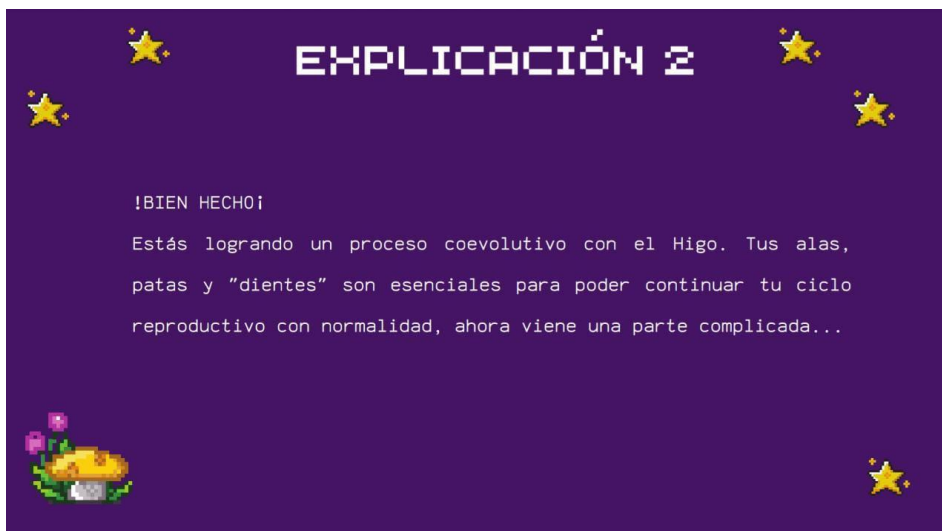 EXPLICACIÓN 2
!BIEN HECHO¡
Estás logrando un proceso coevolutivo con el Higo. Tus alas,
patas y "dientes" son esenciales para poder continuar tu ciclo
reproductivo con normalidad, ahora viene una parte complicada...